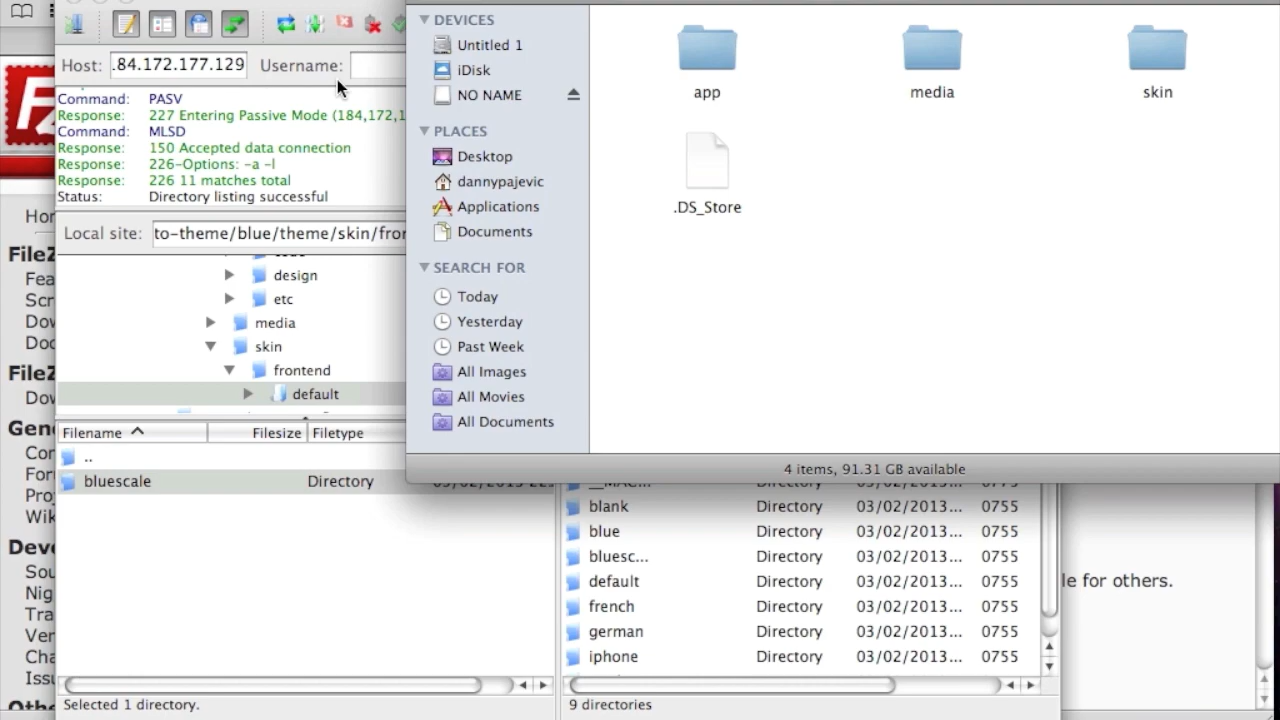 Host: .84.172.177.129 Username:
Command: PASV
Response: 227 Entering Passive Mode (184,172,1
Command: MLSD
Response: 150 Accepted data connection
Response: 226-Options: -a -l
Response: 226 11 matches total
Status: Directory listing successful
Local site: to-theme/blue/theme/skin/fror
design
etc
media
skin
frontend
default
Filename Filesize Filetype
..
bluescale Directory
Selected 1 directory.
DEVICES
Untitled 1
iDisk
NO NAME
PLACES
Desktop
dannypajevic
Applications
Documents
SEARCH FOR
Today
Yesterday
Past Week
All Images
All Movies
All Documents
app media skin
.DS_Store
4 items, 91.31 GB available
blank Directory 03/02/2013... 0755
blue Directory 03/02/2013... 0755
bluesc... Directory 03/02/2013... 0755
default Directory 03/02/2013... 0755
french Directory 03/02/2013... 0755
german Directory 03/02/2013... 0755
iphone Directory 03/02/2013... 0755
9 directories
le for others.
Hor
FileZ
Fea
Scr
Dov
Doc
FileZ
Dov
Gene
Con
For
Pro
Wik
Deve
Sou
Nig
Tra
Ver
Cha
Issu